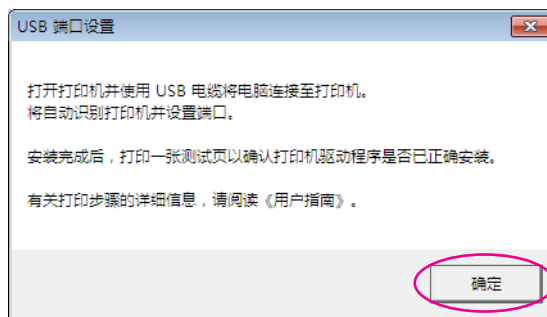 USB 端口设置
打开打印机并使用 USB 电缆将电脑连接至打印机。
将自动识别打印机并设置端口。
安装完成后，打印一张测试页以确认打印机驱动程序是否已正确安装。
有关打印步骤的详细信息，请阅读《用户指南》。
确定